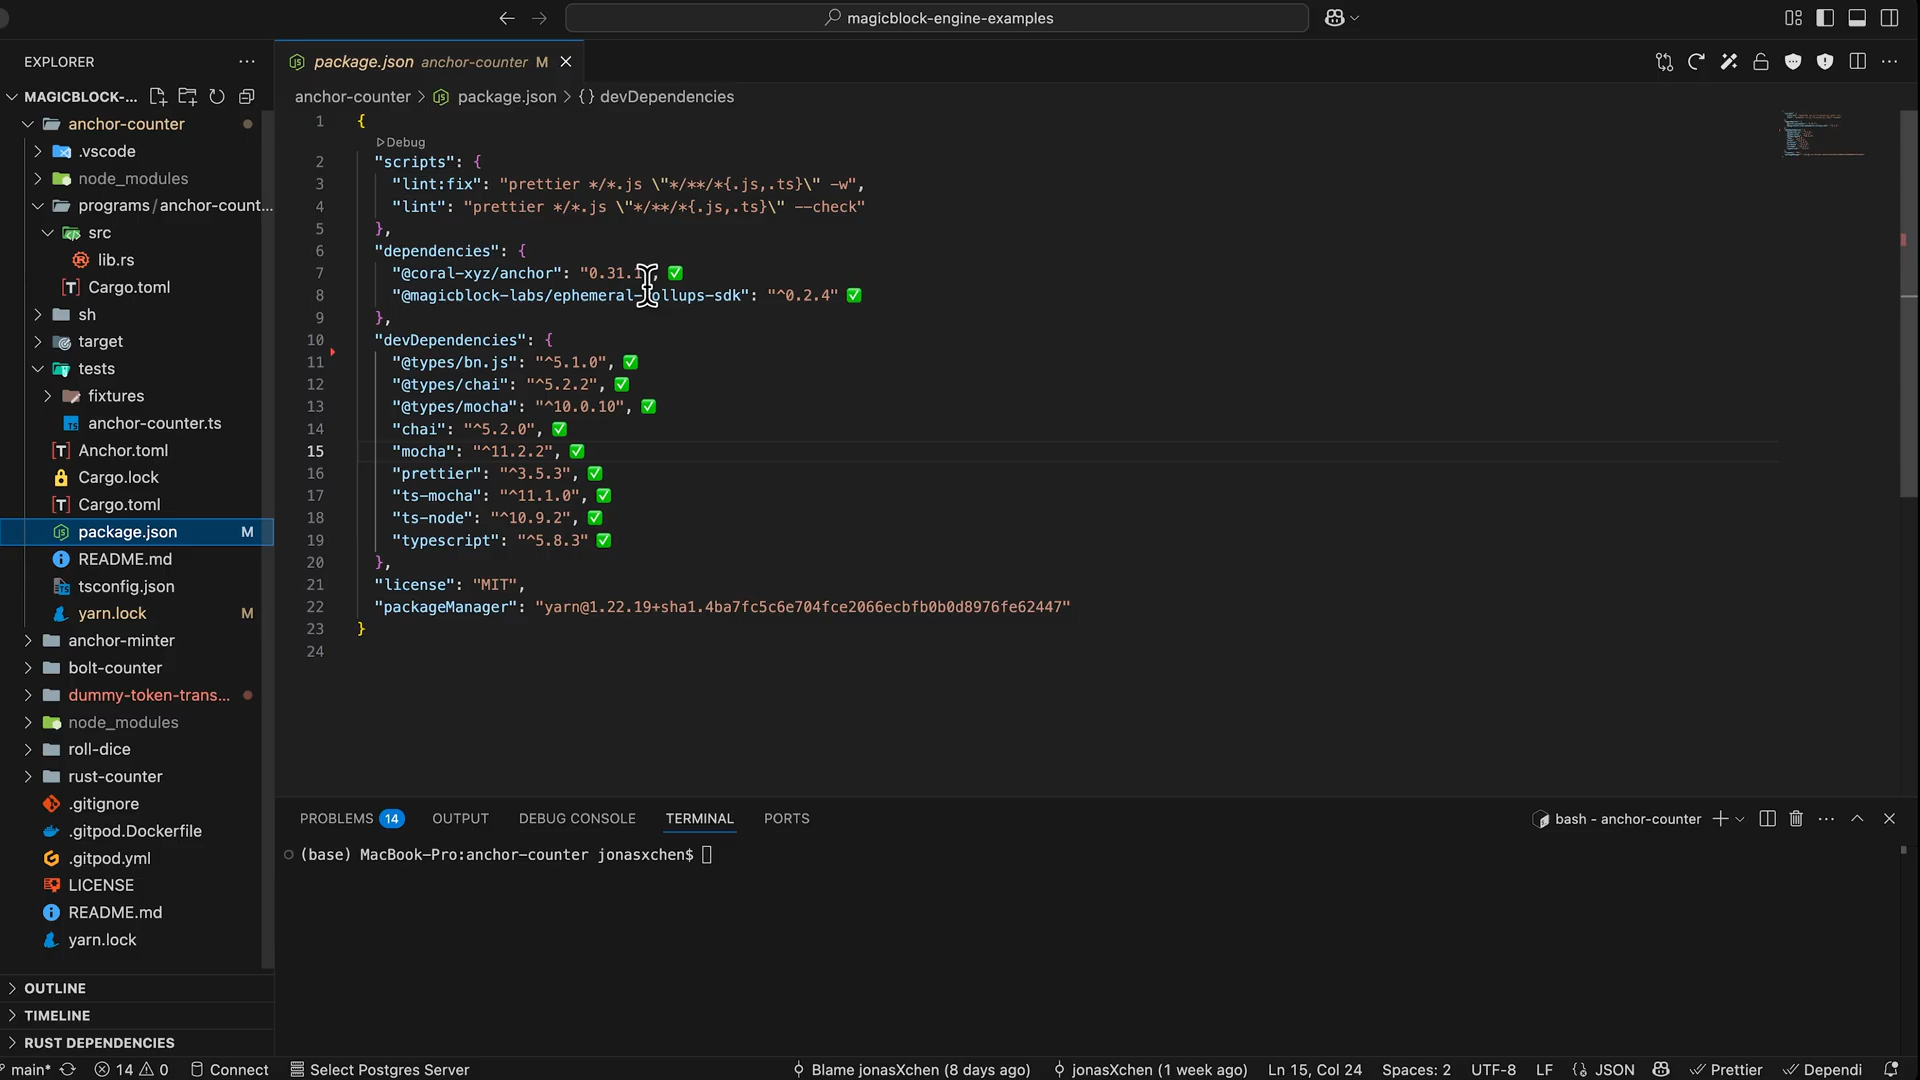 magicblock-engine-examples
EXPLORER
package.json anchor-counter M
MAGICBLOCK-...
anchor-counter > package.json > {} devDependencies
anchor-counter
.vscode
node_modules
programs/anchor-count...
src
lib.rs
Cargo.toml
sh
target
tests
fixtures
anchor-counter.ts
Anchor.toml
Cargo.lock
Cargo.toml
package.json M
README.md
tsconfig.json
yarn.lock M
anchor-minter
bolt-counter
dummy-token-trans...
node_modules
roll-dice
rust-counter
.gitignore
.gitpod.Dockerfile
.gitpod.yml
LICENSE
README.md
yarn.lock
OUTLINE
TIMELINE
RUST DEPENDENCIES
1 {
Debug
2 "scripts": {
3 "lint:fix": "prettier */*.js \"*/**/*{.js,.ts}\" -w",
4 "lint": "prettier */*.js \"*/**/*{.js,.ts}\" --check"
5 },
6 "dependencies": {
7 "@coral-xyz/anchor": "0.31.1", ✅
8 "@magicblock-labs/ephemeral-rollups-sdk": "^0.2.4" ✅
9 },
10 "devDependencies": {
11 "@types/bn.js": "^5.1.0", ✅
12 "@types/chai": "^5.2.2", ✅
13 "@types/mocha": "^10.0.10", ✅
14 "chai": "^5.2.0", ✅
15 "mocha": "^11.2.2", ✅
16 "prettier": "^3.5.3", ✅
17 "ts-mocha": "^11.1.0", ✅
18 "ts-node": "^10.9.2", ✅
19 "typescript": "^5.8.3" ✅
20 },
21 "license": "MIT",
22 "packageManager": "yarn@1.22.19+sha1.4ba7fc5c6e704fce2066ecbfb0b0d8976fe62447"
23 }
24
PROBLEMS 14 OUTPUT DEBUG CONSOLE TERMINAL PORTS
bash - anchor-counter
(base) MacBook-Pro:anchor-counter jonasxchen$
main* 14 0 Connect Select Postgres Server Blame jonasXchen (8 days ago) jonasXchen (1 week ago) Ln 15, Col 24 Spaces: 2 UTF-8 LF {} JSON Prettier Dependi